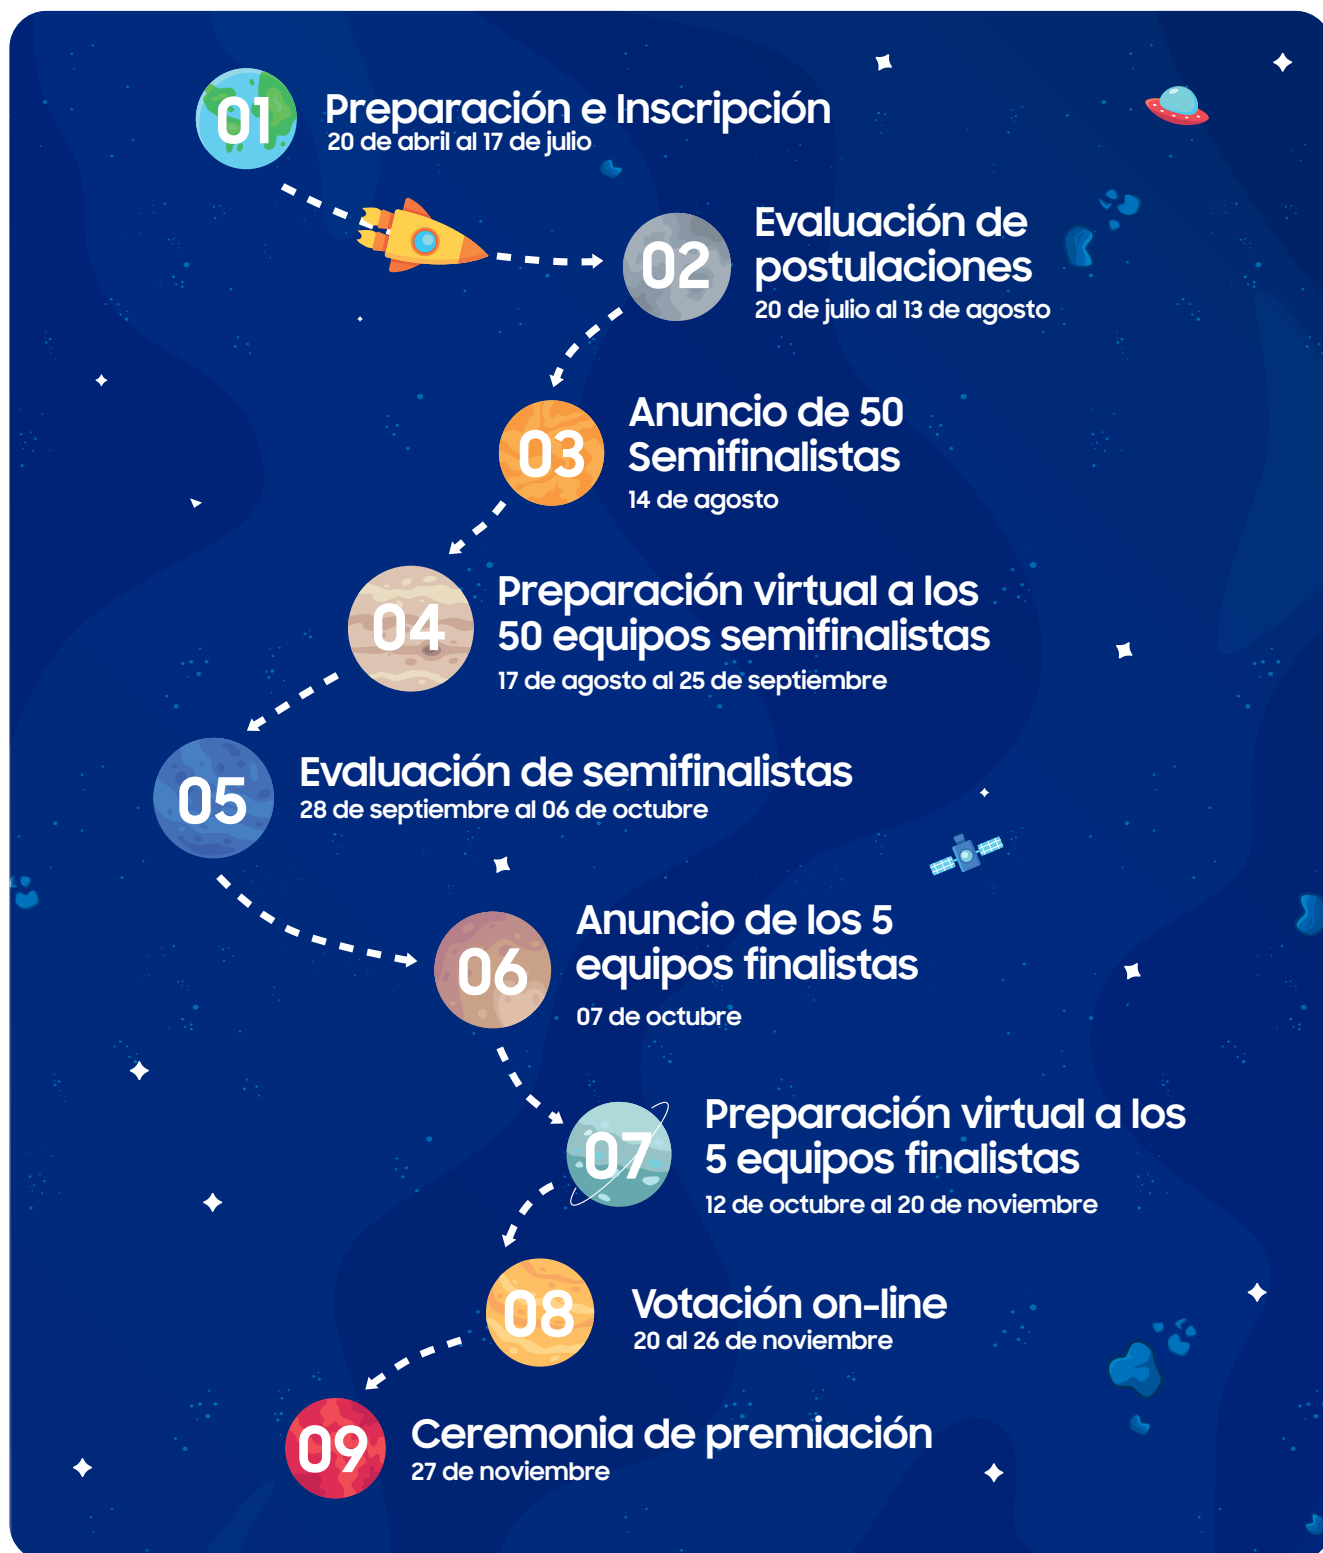 01
Preparación e Inscripción
20 de abril al 17 de julio
02
Evaluación de
postulaciones
20 de julio al 13 de agosto
03
Anuncio de 50
Semifinalistas
14 de agosto
04
Preparación virtual a los
50 equipos semifinalistas
17 de agosto al 25 de septiembre
05
Evaluación de semifinalistas
28 de septiembre al 06 de octubre
06
Anuncio de los 5
equipos finalistas
07 de octubre
07
Preparación virtual a los
5 equipos finalistas
12 de octubre al 20 de noviembre
08
Votación on-line
20 al 26 de noviembre
09
Ceremonia de premiación
27 de noviembre